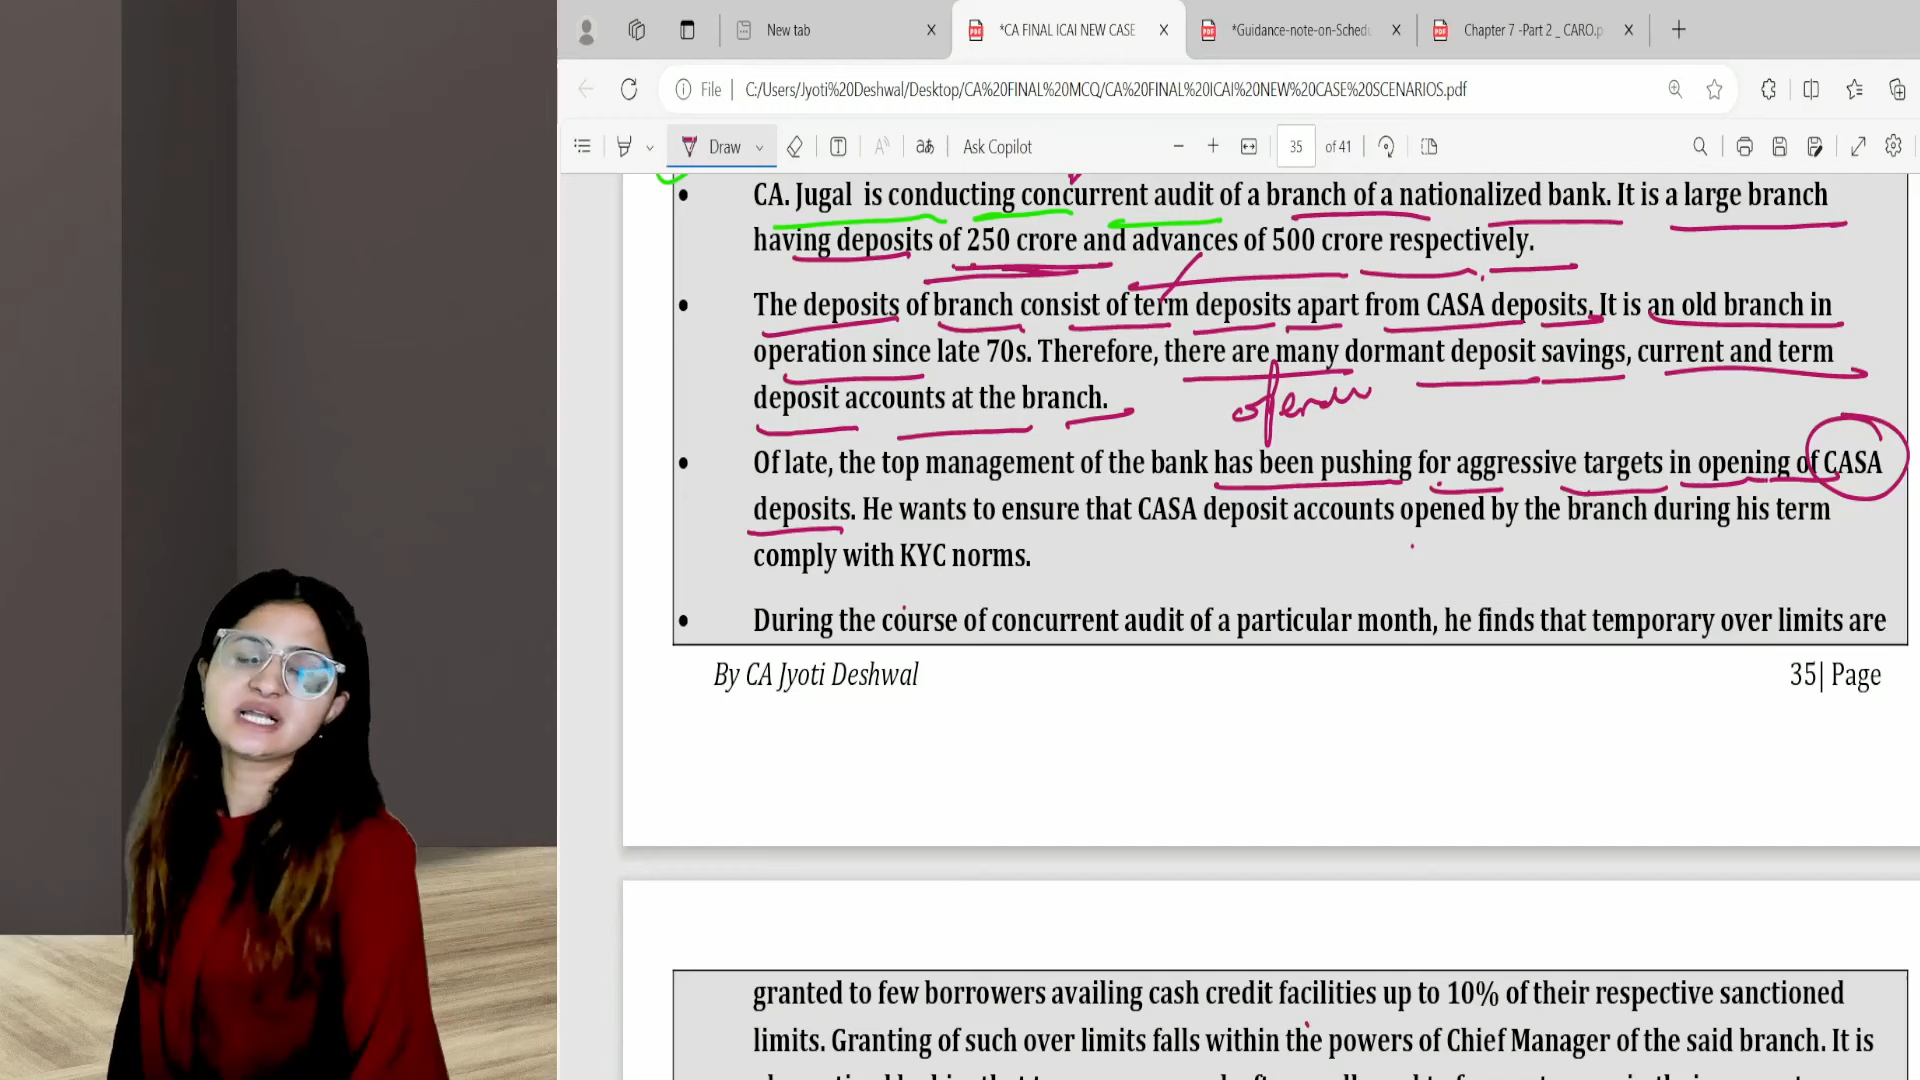 New tab
*CA FINAL ICAI NEW CASE
*Guidance-note-on-Schedu
Chapter 7 -Part 2 _ CARO.p
File
C:/Users/Jyoti%20Deshwal/Desktop/CA%20FINAL%20MCQ/CA%20FINAL%20ICAI%20NEW%20CASE%20SCENARIOS.pdf
Draw
aあ
Ask Copilot
35
of 41
• CA. Jugal is conducting concurrent audit of a branch of a nationalized bank. It is a large branch
having deposits of 250 crore and advances of 500 crore respectively.
• The deposits of branch consist of term deposits apart from CASA deposits. It is an old branch in
operation since late 70s. Therefore, there are many dormant deposit savings, current and term
deposit accounts at the branch.
• Of late, the top management of the bank has been pushing for aggressive targets in opening of CASA
deposits. He wants to ensure that CASA deposit accounts opened by the branch during his term
comply with KYC norms.
• During the course of concurrent audit of a particular month, he finds that temporary over limits are
By CA Jyoti Deshwal
35| Page
granted to few borrowers availing cash credit facilities up to 10% of their respective sanctioned
limits. Granting of such over limits falls within the powers of Chief Manager of the said branch. It is